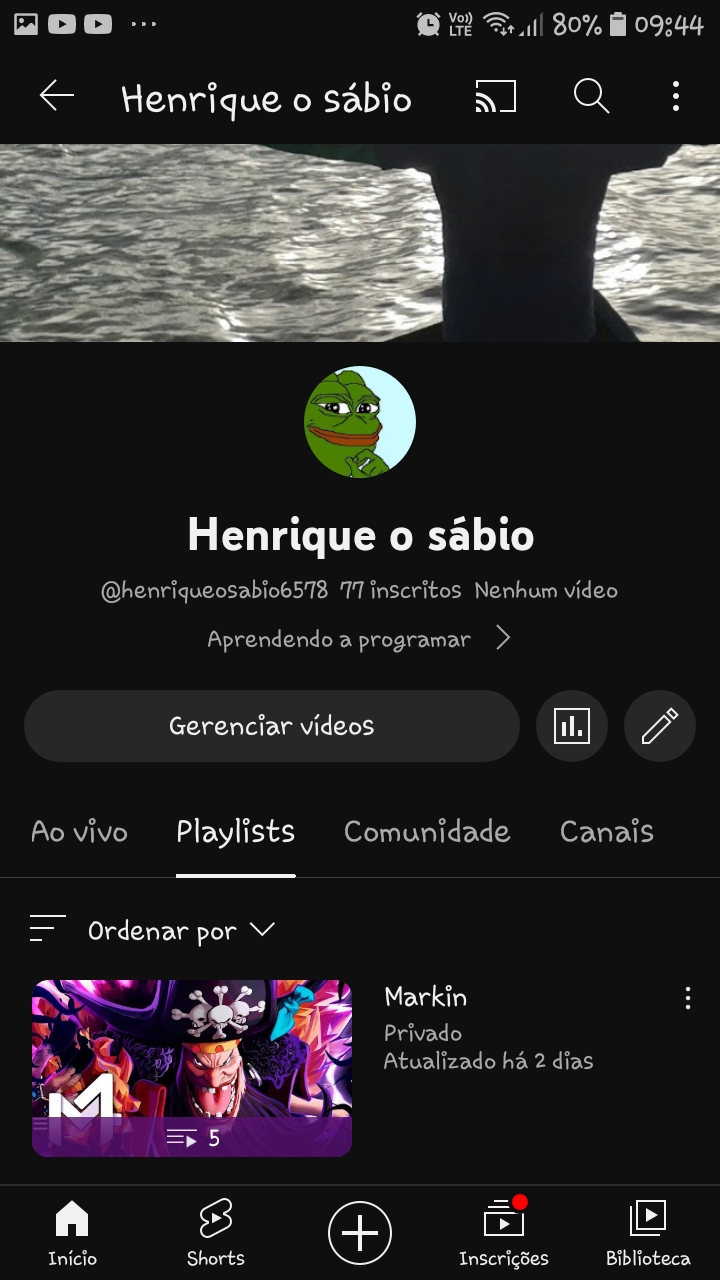 Vo)) LTE 80% 09:44
Henrique o sábio
Henrique o sábio
@henriqueosabio6578 77 inscritos Nenhum vídeo
Aprendendo a programar
Gerenciar vídeos
Ao vivo Playlists Comunidade Canais
Ordenar por
Markin
Privado
Atualizado há 2 dias
M
5
Início Shorts Inscrições Biblioteca